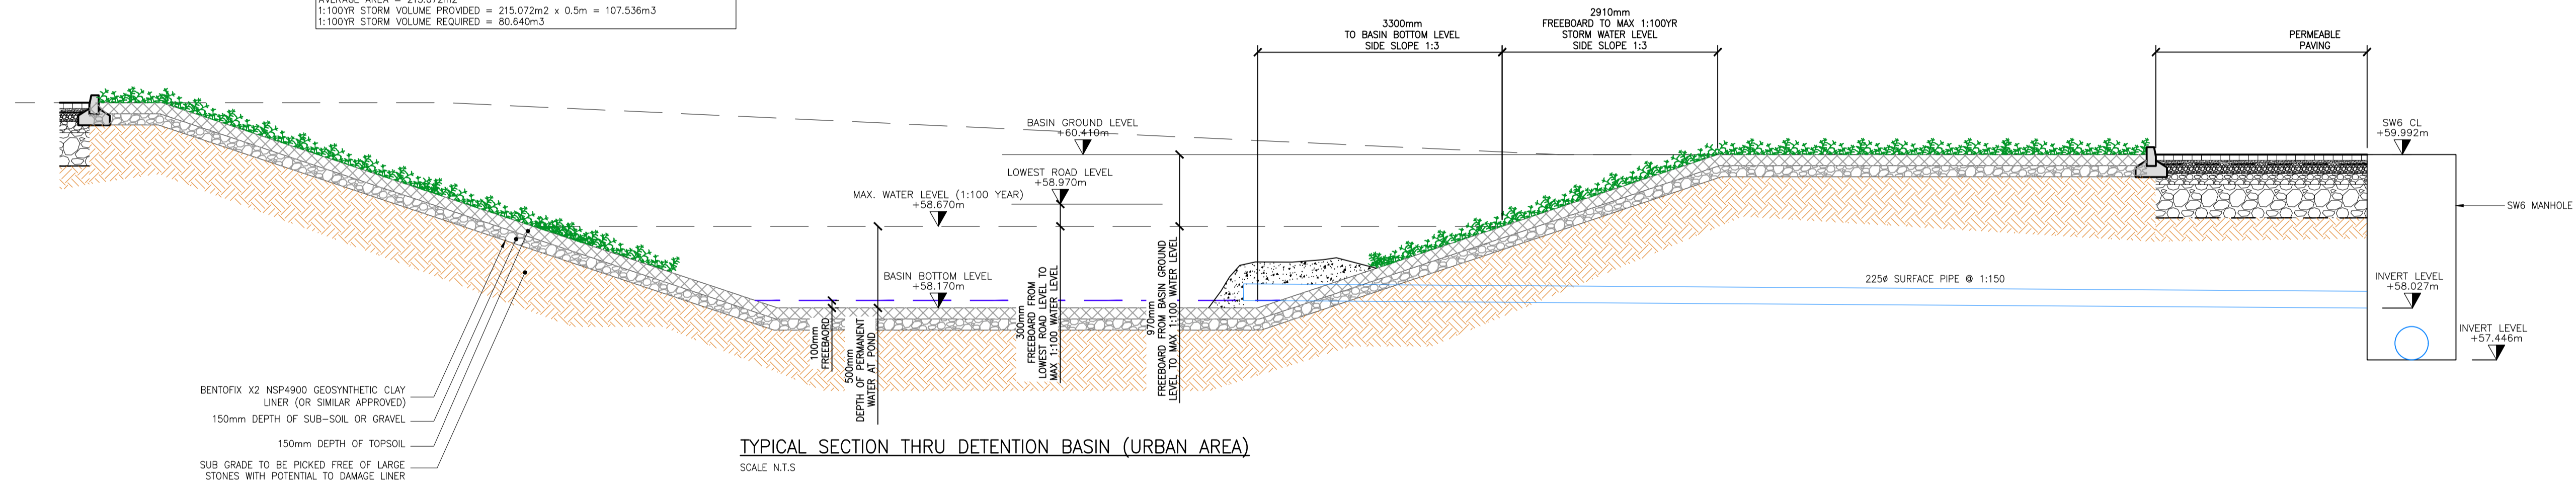 AVERAGE AREA = 215.072m2
1:100YR STORM VOLUME PROVIDED = 215.072m2 x 0.5m = 107.536m3
1:100YR STORM VOLUME REQUIRED = 80.640m3
3300mm
TO BASIN BOTTOM LEVEL
SIDE SLOPE 1:3
2910mm
FREEBOARD TO MAX 1:100YR
STORM WATER LEVEL
SIDE SLOPE 1:3
PERMEABLE
PAVING
BASIN GROUND LEVEL
+60.410m
SW6 CL
+59.992m
LOWEST ROAD LEVEL
+58.970m
MAX. WATER LEVEL (1:100 YEAR)
+58.670m
SW6 MANHOLE
BASIN BOTTOM LEVEL
+58.170m
225ø SURFACE PIPE @ 1:150
INVERT LEVEL
+58.027m
INVERT LEVEL
+57.446m
100mm
FREEBORD
500mm
DEPTH OF PERMANENT
WATER AT POND
300mm
FREEBOARD FROM
LOWEST ROAD LEVEL TO
MAX 1:100 WATER LEVEL
970mm
FREEBOARD FROM BASIN GROUND
LEVEL TO MAX 1:100 WATER LEVEL
BENTOFIX X2 NSP4900 GEOSYNTHETIC CLAY
LINER (OR SIMILAR APPROVED)
150mm DEPTH OF SUB-SOIL OR GRAVEL
150mm DEPTH OF TOPSOIL
SUB GRADE TO BE PICKED FREE OF LARGE
STONES WITH POTENTIAL TO DAMAGE LINER
TYPICAL SECTION THRU DETENTION BASIN (URBAN AREA)
SCALE N.T.S